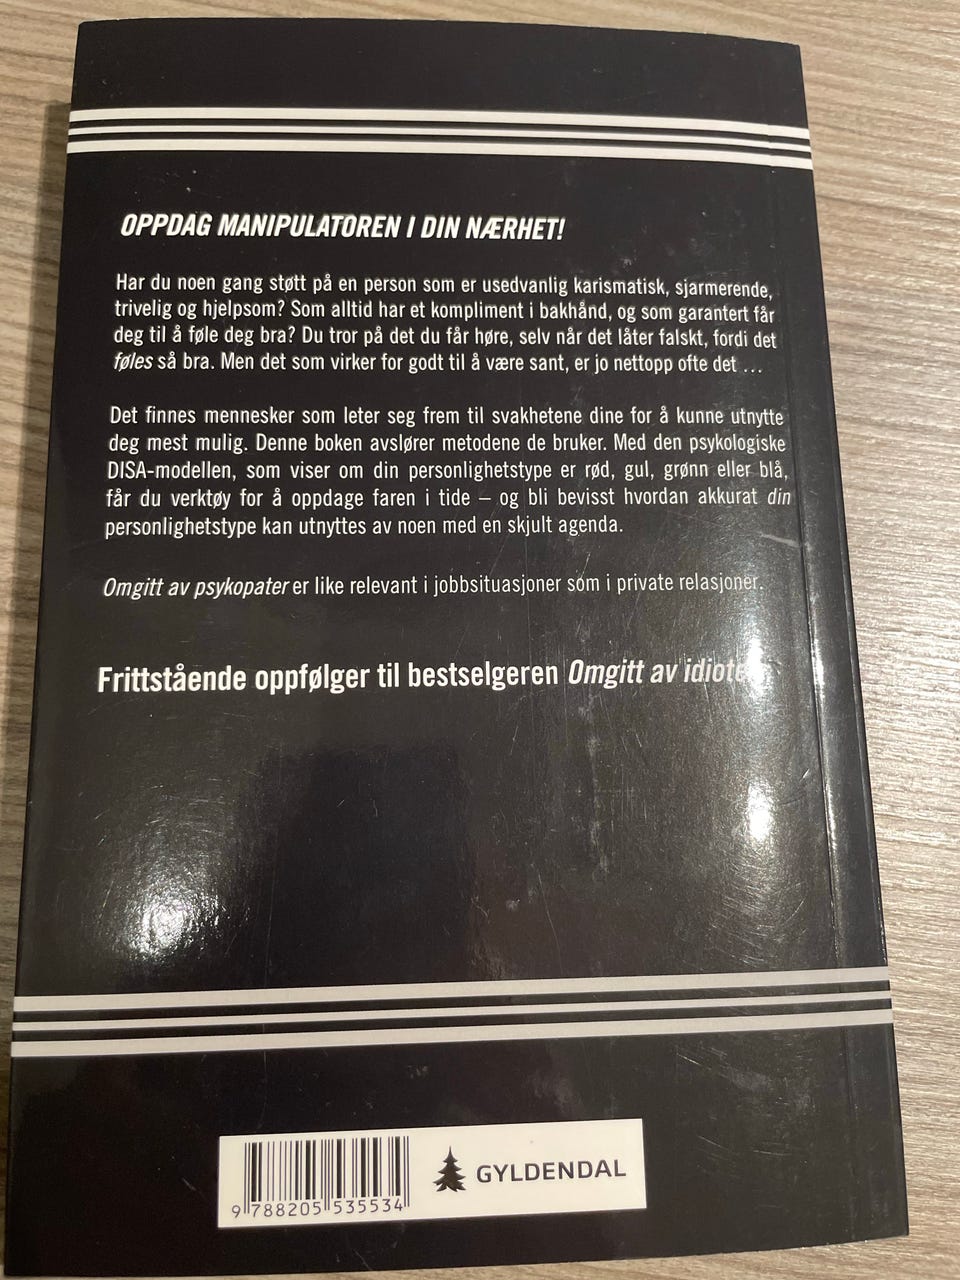 OPPDAG MANIPULATOREN I DIN NÆRHET!
Har du noen gang støtt på en person som er usedvanlig karismatisk, sjarmerende,
trivelig og hjelpsom? Som alltid har et kompliment i bakhånd, og som garantert får
deg til å føle deg bra? Du tror på det du får høre, selv når det låter falskt, fordi det
føles så bra. Men det som virker for godt til å være sant, er jo nettopp ofte det ...
Det finnes mennesker som leter seg frem til svakhetene dine for å kunne utnytte
deg mest mulig. Denne boken avslører metodene de bruker. Med den psykologiske
DISA-modellen, som viser om din personlighetstype er rød, gul, grønn eller blå,
får du verktøy for å oppdage faren i tide – og bli bevisst hvordan akkurat din
personlighetstype kan utnyttes av noen med en skjult agenda.
Omgitt av psykopater er like relevant i jobbsituasjoner som i private relasjoner.
Frittstående oppfølger til bestselgeren Omgitt av
GYLDENDAL
9 788205 535534